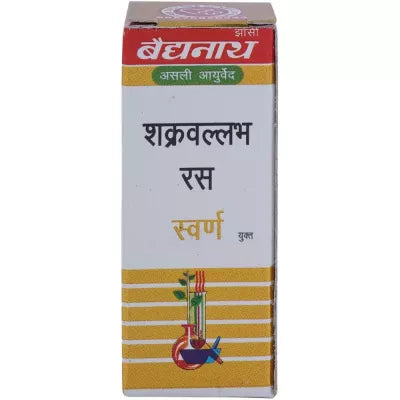 झाँसी
बैद्यनाथ
असली आयुर्वेद
शक्रवल्लभ
रस
स्वर्ण युक्त